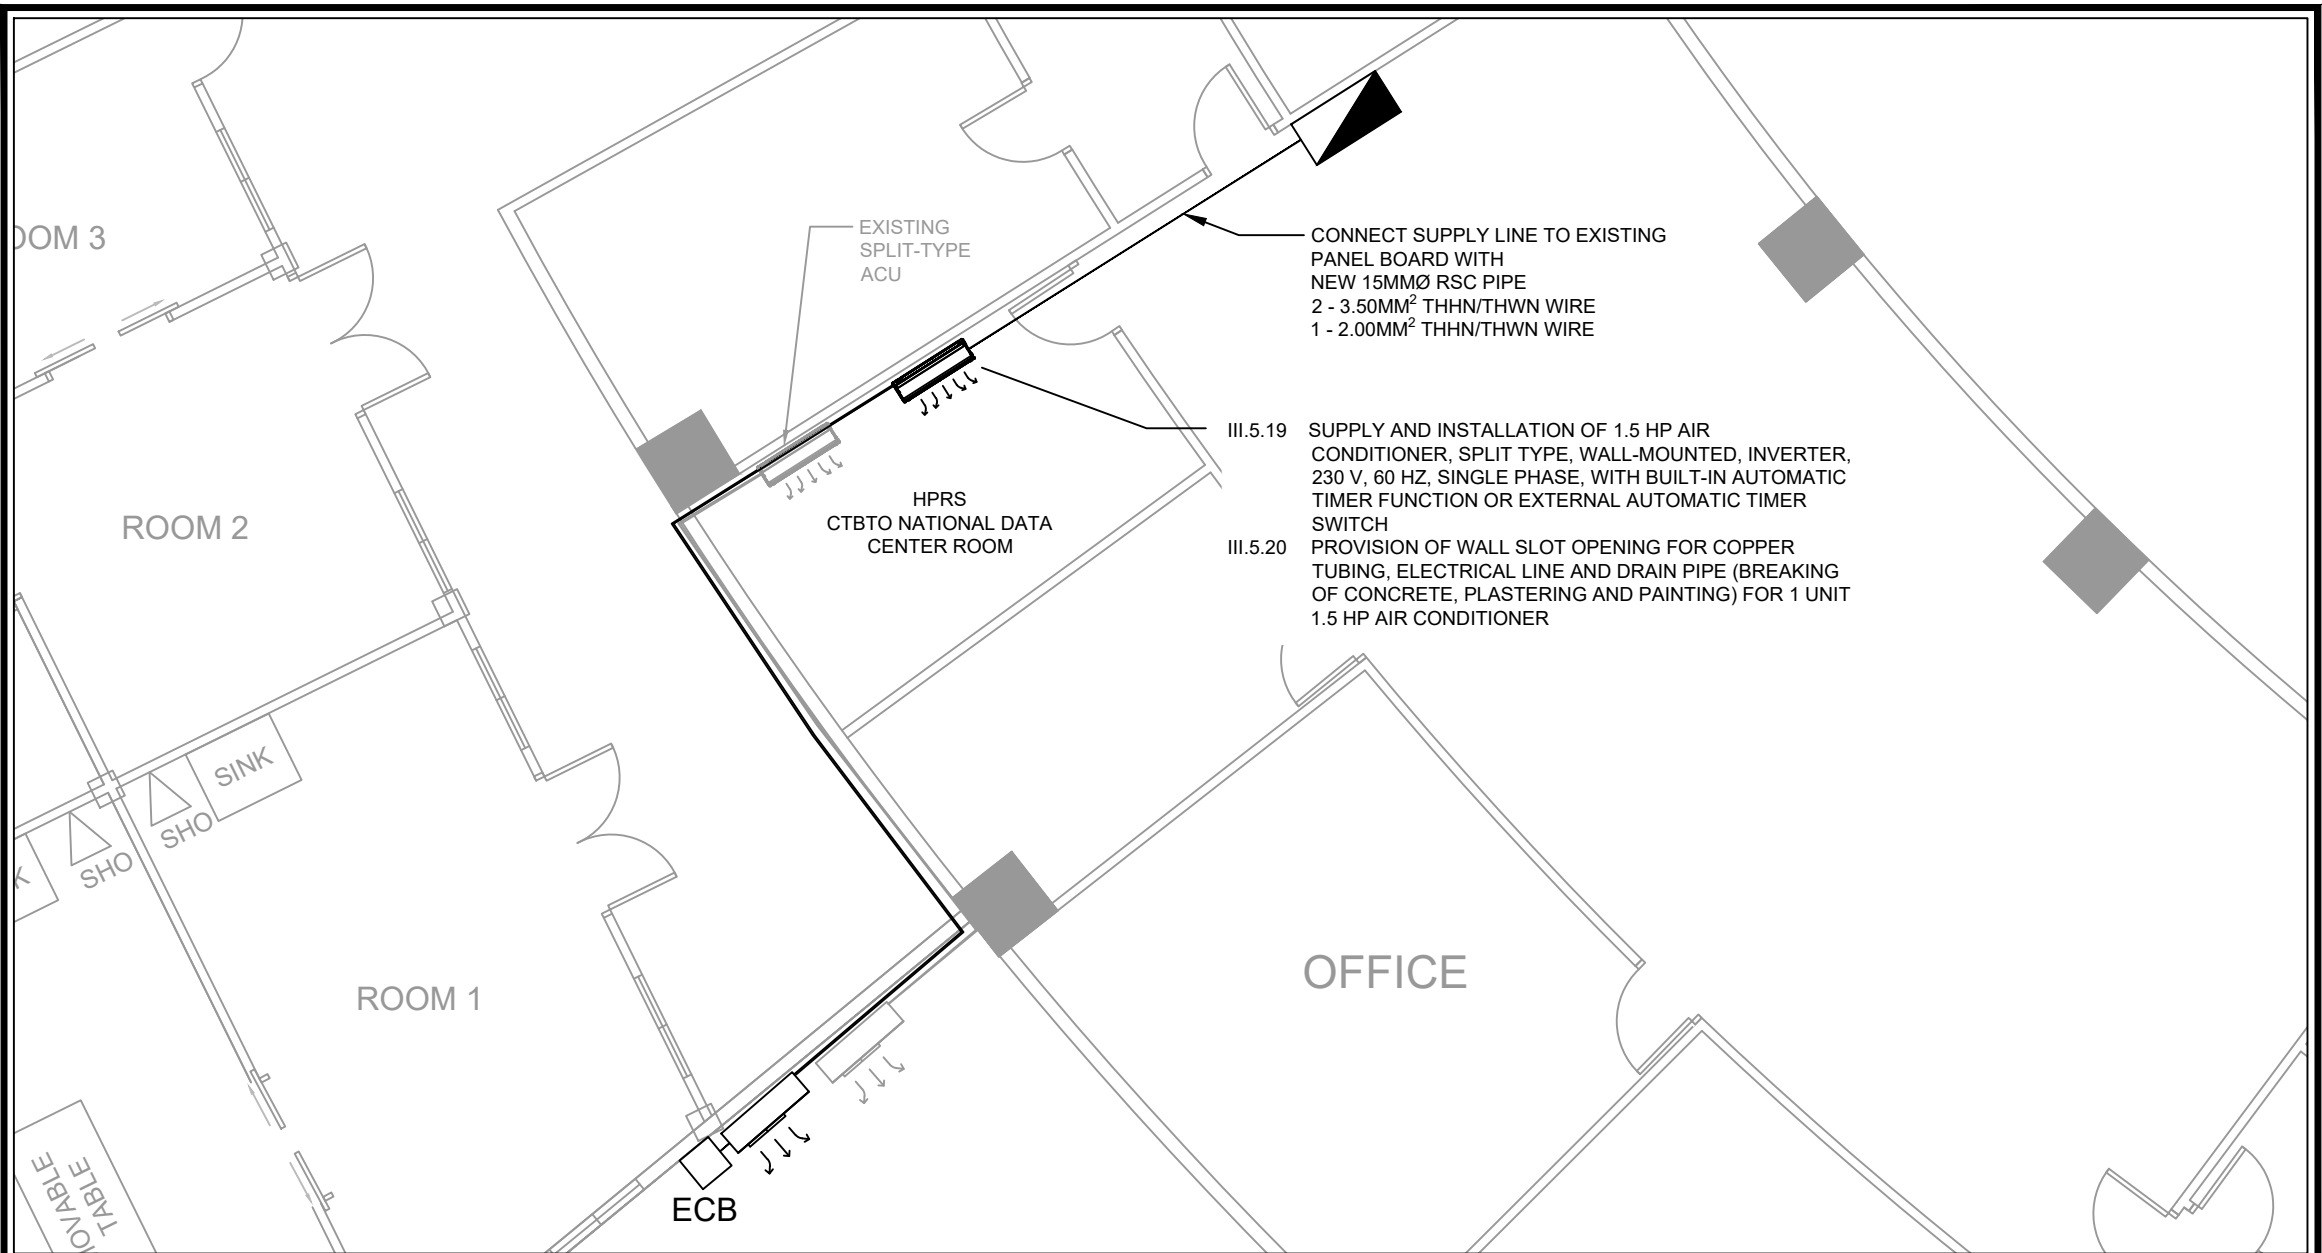 OOM 3
EXISTING
SPLIT-TYPE
ACU
CONNECT SUPPLY LINE TO EXISTING
PANEL BOARD WITH
NEW 15MMØ RSC PIPE
2 - 3.50MM² THHN/THWN WIRE
1 - 2.00MM² THHN/THWN WIRE
III.5.19 SUPPLY AND INSTALLATION OF 1.5 HP AIR
CONDITIONER, SPLIT TYPE, WALL-MOUNTED, INVERTER,
230 V, 60 HZ, SINGLE PHASE, WITH BUILT-IN AUTOMATIC
TIMER FUNCTION OR EXTERNAL AUTOMATIC TIMER
SWITCH
III.5.20 PROVISION OF WALL SLOT OPENING FOR COPPER
TUBING, ELECTRICAL LINE AND DRAIN PIPE (BREAKING
OF CONCRETE, PLASTERING AND PAINTING) FOR 1 UNIT
1.5 HP AIR CONDITIONER
HPRS
CTBTO NATIONAL DATA
CENTER ROOM
ROOM 2
SINK
SHO
SHO
K
ROOM 1
OFFICE
OVABLE
TABLE
ECB